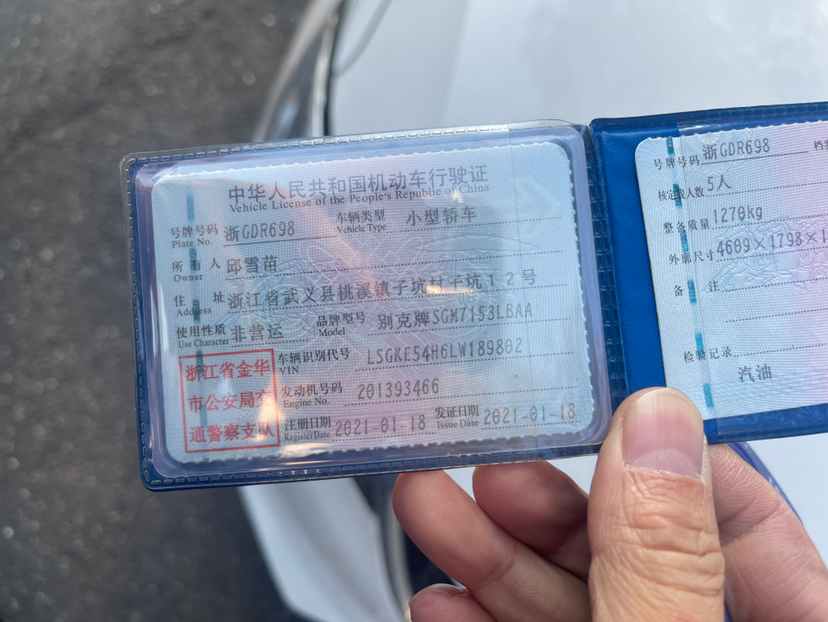 中华人民共和国机动车行驶证
Vehicle License of the People's Republic of China
号牌号码 浙GDR698 车辆类型 小型轿车
Plate No. Vehicle Type
所有人 邱雪苗
Owner
住址 浙江省武义县桃溪镇子坑村子坑12号
Address
使用性质 非营运 品牌型号 别克牌SGM7153LBAA
Use Character Model
浙江省金华
市公安局交
通警察支队
车辆识别代号 LSGKE54H6LW189802
VIN
发动机号码 201393466
Engine No.
注册日期 2021-01-18 发证日期 2021-01-18
Register Date Issue Date
号牌号码 浙GDR698 档案
核定载人数 5人
整备质量 1270kg
外廓尺寸 4609×1798×1
备注
检验记录
汽油